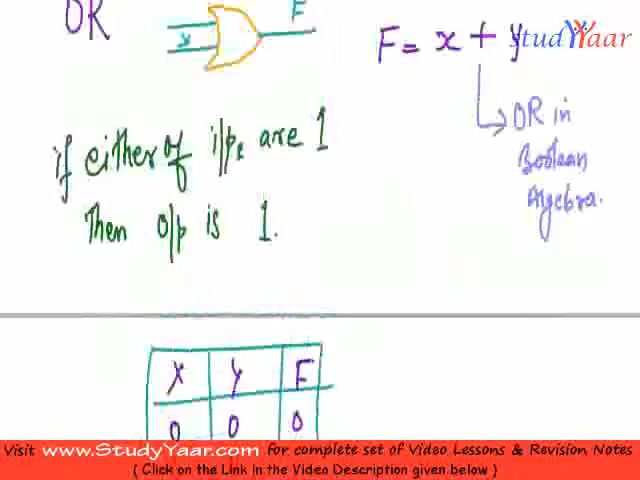 OR
F
y
F = x + y
StudyYaar
OR in
Boolean
Algebra.
if either of i/ps are 1
Then o/p is 1.
X Y F
0 0 0
Visit www.StudyYaar.com for complete set of Video Lessons & Revision Notes
( Click on the Link in the Video Description given below )